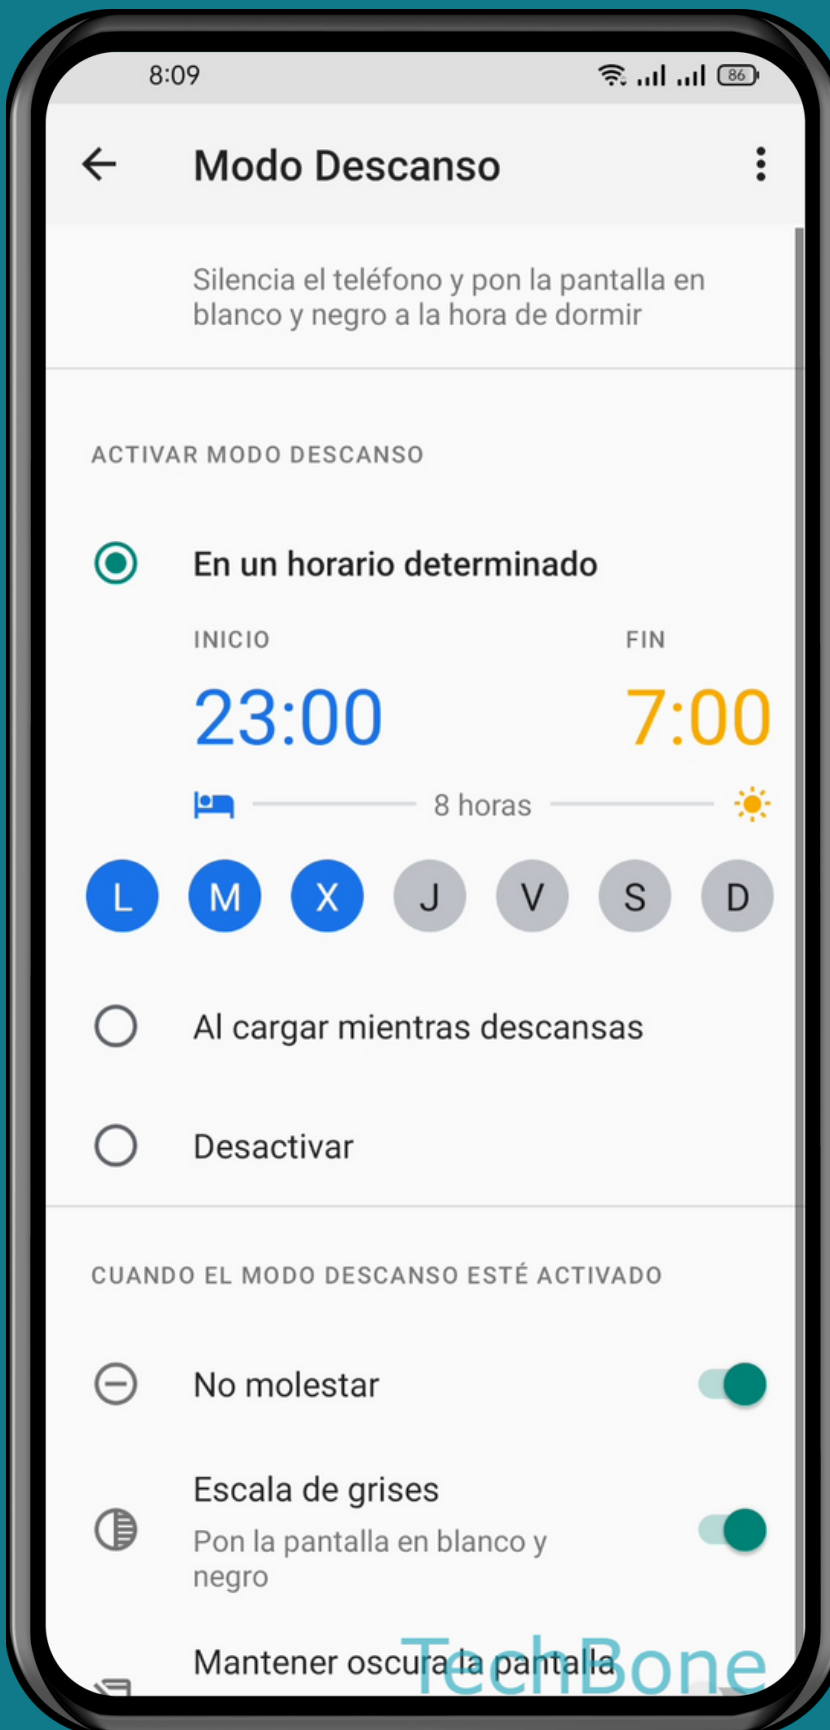 8:09
86
Modo Descanso
Silencia el teléfono y pon la pantalla en
blanco y negro a la hora de dormir
ACTIVAR MODO DESCANSO
En un horario determinado
INICIO FIN
23:00 7:00
8 horas
L M X J V S D
Al cargar mientras descansas
Desactivar
CUANDO EL MODO DESCANSO ESTÉ ACTIVADO
No molestar
Escala de grises
Pon la pantalla en blanco y
negro
Mantener oscura la pantalla
TechBone